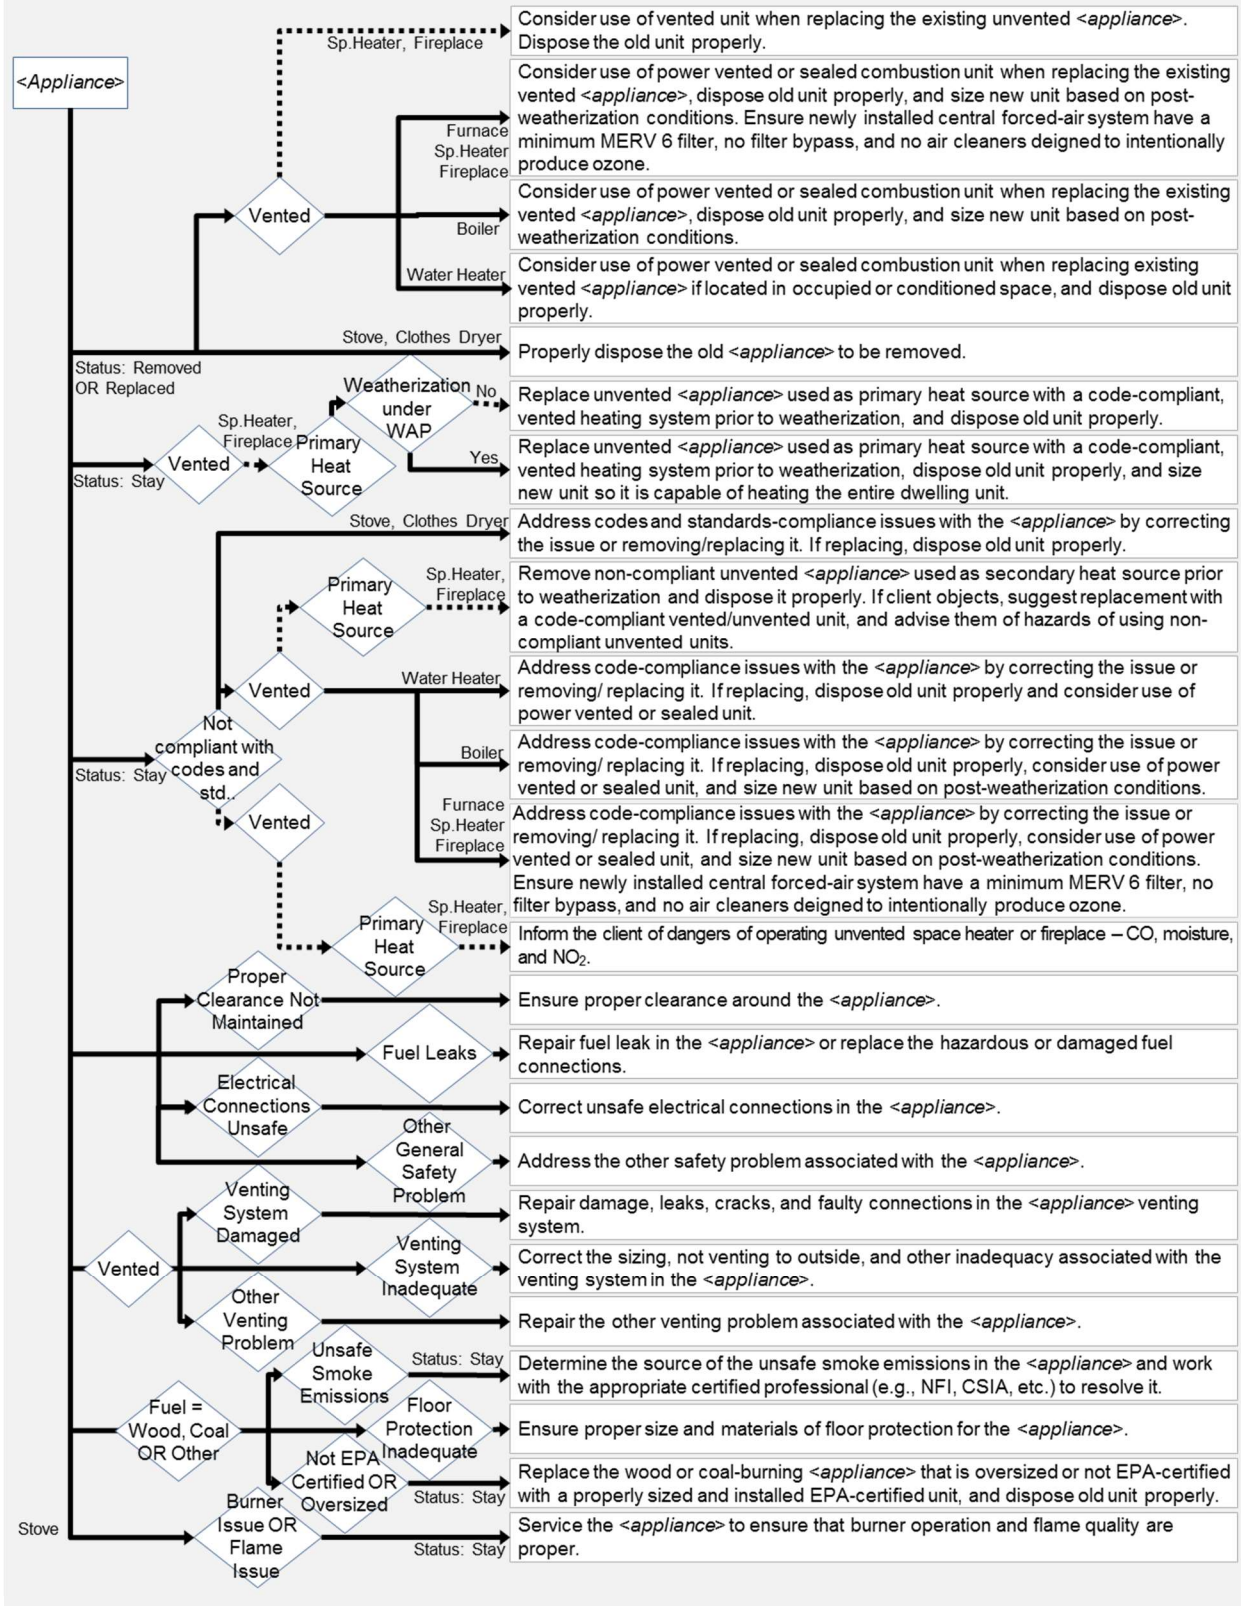 Consider use of vented unit when replacing the existing unvented <appliance>.
Dispose the old unit properly.
Sp.Heater, Fireplace
<Appliance>
Consider use of power vented or sealed combustion unit when replacing the existing
vented <appliance>, dispose old unit properly, and size new unit based on post-
weatherization conditions. Ensure newly installed central forced-air system have a
minimum MERV 6 filter, no filter bypass, and no air cleaners deigned to intentionally
produce ozone.
Furnace
Sp.Heater
Fireplace
Vented
Consider use of power vented or sealed combustion unit when replacing the existing
vented <appliance>, dispose old unit properly, and size new unit based on post-
weatherization conditions.
Boiler
Water Heater
Consider use of power vented or sealed combustion unit when replacing existing
vented <appliance> if located in occupied or conditioned space, and dispose old unit
properly.
Stove, Clothes Dryer
Properly dispose the old <appliance> to be removed.
Status: Removed
OR Replaced
Weatherization
under
WAP
No
Replace unvented <appliance> used as primary heat source with a code-compliant,
vented heating system prior to weatherization, and dispose old unit properly.
Sp.Heater,
Fireplace
Vented
Primary
Heat
Source
Status: Stay
Yes
Replace unvented <appliance> used as primary heat source with a code-compliant,
vented heating system prior to weatherization, dispose old unit properly, and size
new unit so it is capable of heating the entire dwelling unit.
Stove, Clothes Dryer
Address codes and standards-compliance issues with the <appliance> by correcting
the issue or removing/replacing it. If replacing, dispose old unit properly.
Primary
Heat
Source
Sp.Heater,
Fireplace
Remove non-compliant unvented <appliance> used as secondary heat source prior
to weatherization and dispose it properly. If client objects, suggest replacement with
a code-compliant vented/unvented unit, and advise them of hazards of using non-
compliant unvented units.
Vented
Water Heater
Address code-compliance issues with the <appliance> by correcting the issue or
removing/ replacing it. If replacing, dispose old unit properly and consider use of
power vented or sealed unit.
Not
compliant with
codes and
std..
Status: Stay
Boiler
Address code-compliance issues with the <appliance> by correcting the issue or
removing/ replacing it. If replacing, dispose old unit properly, consider use of power
vented or sealed unit, and size new unit based on post-weatherization conditions.
Vented
Furnace
Sp.Heater
Fireplace
Address code-compliance issues with the <appliance> by correcting the issue or
removing/ replacing it. If replacing, dispose old unit properly, consider use of power
vented or sealed unit, and size new unit based on post-weatherization conditions.
Ensure newly installed central forced-air system have a minimum MERV 6 filter, no
filter bypass, and no air cleaners deigned to intentionally produce ozone.
Primary
Heat
Source
Sp.Heater,
Fireplace
Inform the client of dangers of operating unvented space heater or fireplace – CO, moisture,
and NO₂.
Proper
Clearance Not
Maintained
Ensure proper clearance around the <appliance>.
Fuel Leaks
Repair fuel leak in the <appliance> or replace the hazardous or damaged fuel
connections.
Electrical
Connections
Unsafe
Correct unsafe electrical connections in the <appliance>.
Other
General
Safety
Problem
Address the other safety problem associated with the <appliance>.
Venting
System
Damaged
Repair damage, leaks, cracks, and faulty connections in the <appliance> venting
system.
Vented
Venting
System
Inadequate
Correct the sizing, not venting to outside, and other inadequacy associated with the
venting system in the <appliance>.
Other
Venting
Problem
Repair the other venting problem associated with the <appliance>.
Unsafe
Smoke
Emissions
Status: Stay
Determine the source of the unsafe smoke emissions in the <appliance> and work
with the appropriate certified professional (e.g., NFI, CSIA, etc.) to resolve it.
Fuel =
Wood, Coal
OR Other
Floor
Protection
Inadequate
Ensure proper size and materials of floor protection for the <appliance>.
Not EPA
Certified OR
Oversized
Status: Stay
Replace the wood or coal-burning <appliance> that is oversized or not EPA-certified
with a properly sized and installed EPA-certified unit, and dispose old unit properly.
Stove
Burner
Issue OR
Flame
Issue
Status: Stay
Service the <appliance> to ensure that burner operation and flame quality are
proper.